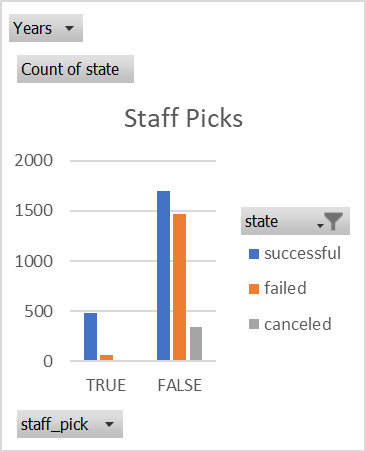 Years
Count of state
Staff Picks
2000
1500
1000
500
0
TRUE FALSE
state
successful
failed
canceled
staff_pick